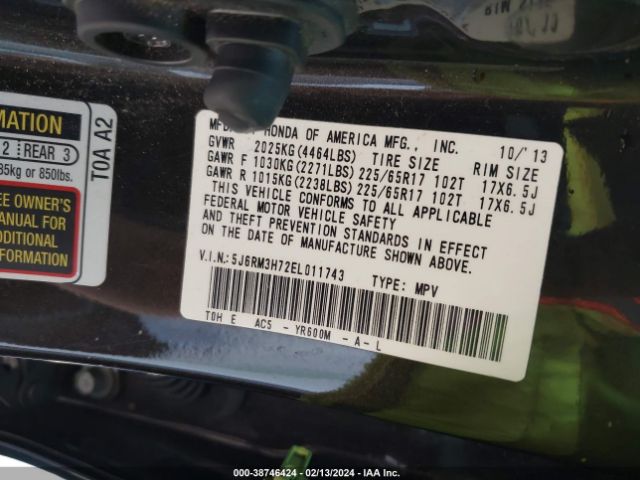 MATION
2 REAR 3
85kg or 850lbs.
EE OWNER'S
MANUAL FOR
ADDITIONAL
FORMATION
T0A A2
HONDA OF AMERICA MFG., INC. 10/'13
GVWR 2025KG(4464LBS) TIRE SIZE RIM SIZE
GAWR F 1030KG(2271LBS) 225/65R17 102T 17X6.5J
GAWR R 1015KG(2238LBS) 225/65R17 102T 17X6.5J
THIS VEHICLE CONFORMS TO ALL APPLICABLE
FEDERAL MOTOR VEHICLE SAFETY
AND THEFT PREVENTION STANDARDS IN EFFECT
ON THE DATE OF MANUFACTURE SHOWN ABOVE.
V.I.N.: 5J6RM3H72EL011743 TYPE: MPV
T0H E AC5 - YR600M - A - L
000-38746424 - 02/13/2024 - IAA Inc.